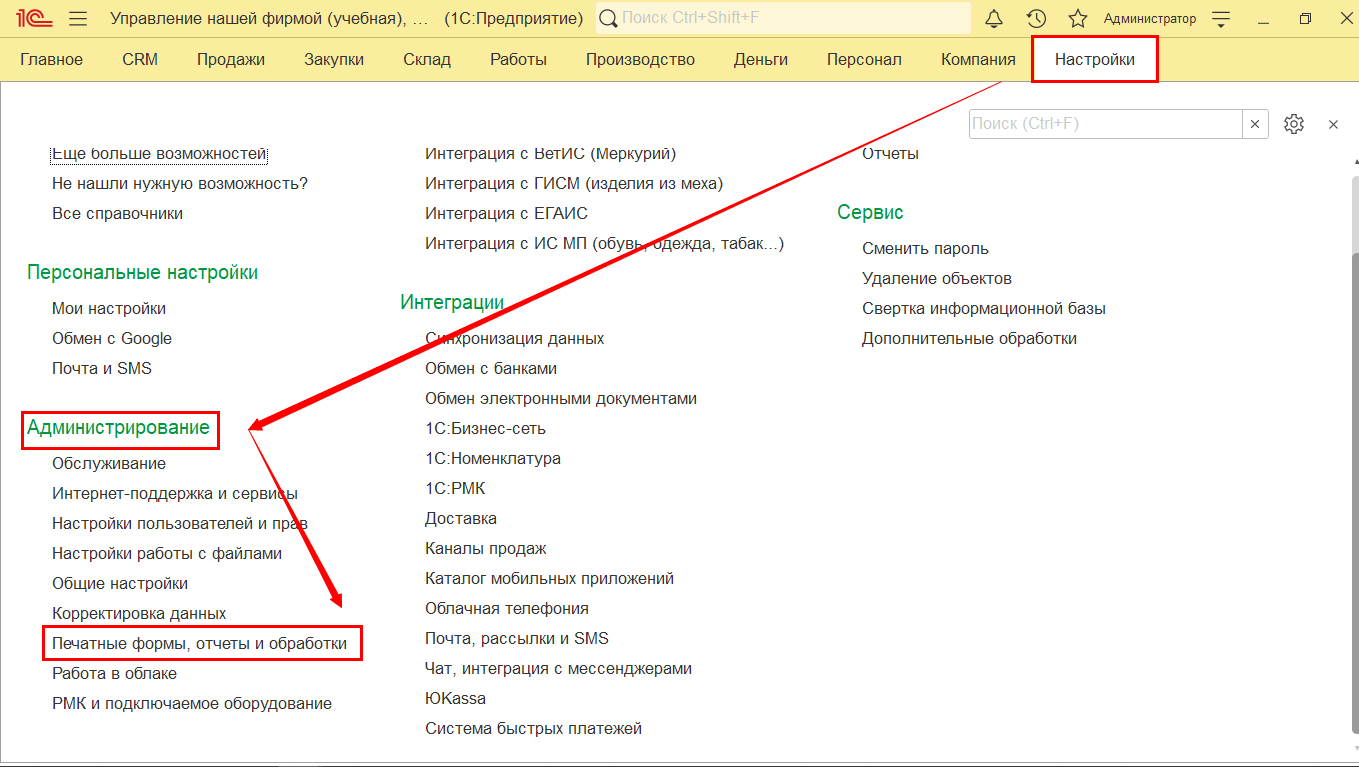 1С Управление нашей фирмой (учебная), ... (1С:Предприятие) Поиск Ctrl+Shift+F Администратор
Главное CRM Продажи Закупки Склад Работы Производство Деньги Персонал Компания Настройки
Поиск (Ctrl+F)
Еще больше возможностей
Не нашли нужную возможность?
Все справочники
Персональные настройки
Мои настройки
Обмен с Google
Почта и SMS
Администрирование
Обслуживание
Интернет-поддержка и сервисы
Настройки пользователей и прав
Настройки работы с файлами
Общие настройки
Корректировка данных
Печатные формы, отчеты и обработки
Работа в облаке
РМК и подключаемое оборудование
Интеграция с ВетИС (Меркурий)
Интеграция с ГИСМ (изделия из меха)
Интеграция с ЕГАИС
Интеграция с ИС МП (обувь, одежда, табак...)
Интеграции
Синхронизация данных
Обмен с банками
Обмен электронными документами
1С:Бизнес-сеть
1С:Номенклатура
1С:РМК
Доставка
Каналы продаж
Каталог мобильных приложений
Облачная телефония
Почта, рассылки и SMS
Чат, интеграция с мессенджерами
ЮKassa
Система быстрых платежей
Отчеты
Сервис
Сменить пароль
Удаление объектов
Свертка информационной базы
Дополнительные обработки